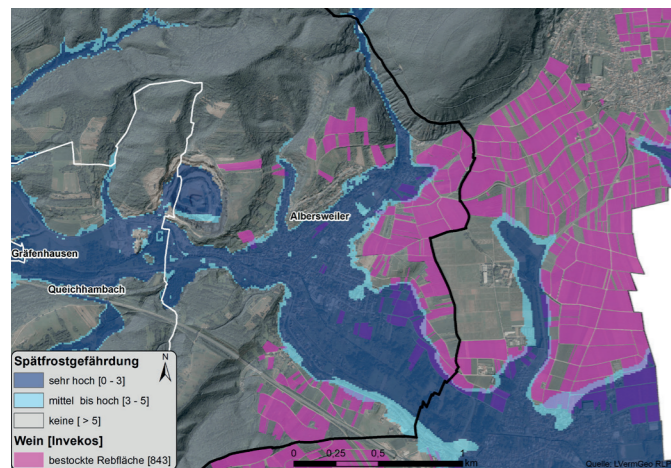 Albersweiler
Gräfenhausen
Queichhambach
Spätfrostgefährdung
sehr hoch [0 - 3]
mittel bis hoch [3 - 5]
keine [ > 5]
Wein [Invekos]
bestockte Rebfläche [843]
N
0 0,25 0,5 1
km
Quelle: LVermGeo